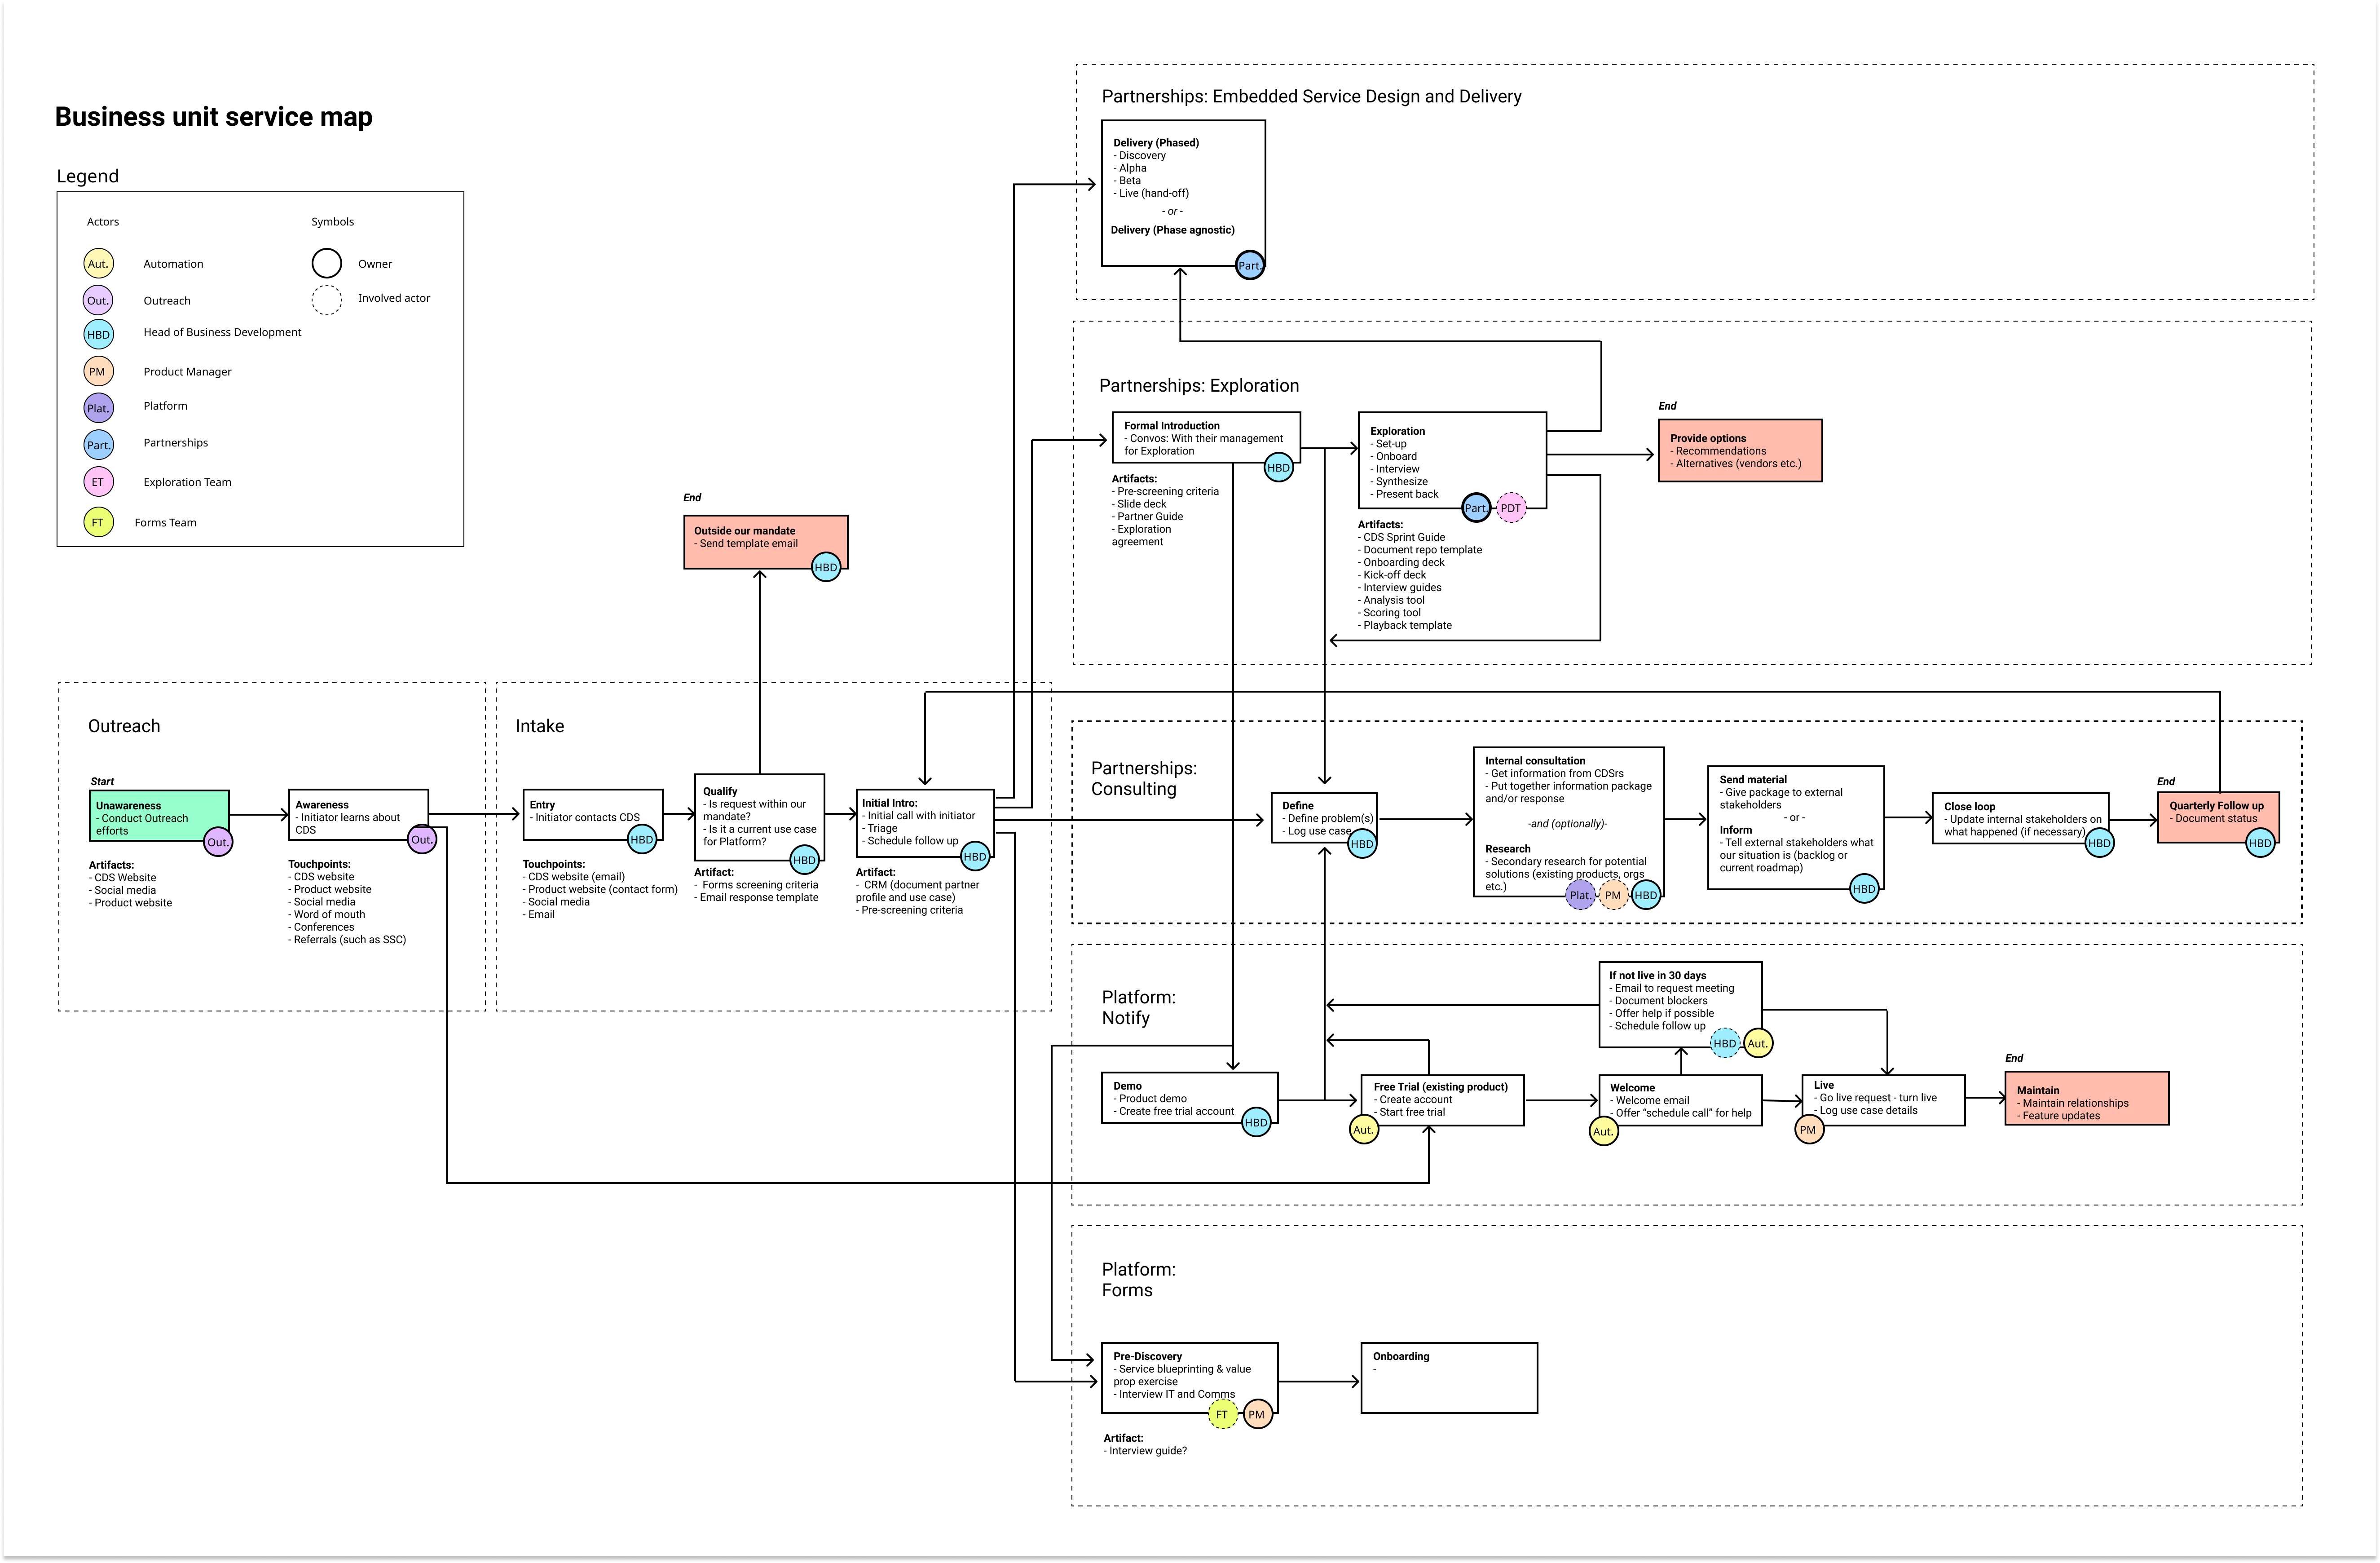 Business unit service map
Legend
Actors
Symbols
Aut.
Automation
Owner
Out.
Outreach
Involved actor
HBD
Head of Business Development
PM
Product Manager
Plat.
Platform
Part.
Partnerships
ET
Exploration Team
FT
Forms Team
Partnerships: Embedded Service Design and Delivery
Delivery (Phased)
- Discovery
- Alpha
- Beta
- Live (hand-off)
- or -
Delivery (Phase agnostic)
Part.
Partnerships: Exploration
Formal Introduction
- Convos: With their management
for Exploration
HBD
Artifacts:
- Pre-screening criteria
- Slide deck
- Partner Guide
- Exploration
agreement
Exploration
- Set-up
- Onboard
- Interview
- Synthesize
- Present back
Part.
PDT
Artifacts:
- CDS Sprint Guide
- Document repo template
- Onboarding deck
- Kick-off deck
- Interview guides
- Analysis tool
- Scoring tool
- Playback template
End
Provide options
- Recommendations
- Alternatives (vendors etc.)
End
Outside our mandate
- Send template email
HBD
Outreach
Start
Unawareness
- Conduct Outreach
efforts
Out.
Artifacts:
- CDS Website
- Social media
- Product website
Awareness
- Initiator learns about
CDS
Out.
Touchpoints:
- CDS website
- Product website
- Social media
- Word of mouth
- Conferences
- Referrals (such as SSC)
Intake
Entry
- Initiator contacts CDS
HBD
Touchpoints:
- CDS website (email)
- Product website (contact form)
- Social media
- Email
Qualify
- Is request within our
mandate?
- Is it a current use case
for Platform?
HBD
Artifact:
- Forms screening criteria
- Email response template
Initial Intro:
- Initial call with initiator
- Triage
- Schedule follow up
HBD
Artifact:
- CRM (document partner
profile and use case)
- Pre-screening criteria
Partnerships:
Consulting
Define
- Define problem(s)
- Log use case
HBD
Internal consultation
- Get information from CDSrs
- Put together information package
and/or response
-and (optionally)-
Research
- Secondary research for potential
solutions (existing products, orgs
etc.)
Plat.
PM
HBD
Send material
- Give package to external
stakeholders
- or -
Inform
- Tell external stakeholders what
our situation is (backlog or
current roadmap)
HBD
Close loop
- Update internal stakeholders on
what happened (if necessary)
HBD
End
Quarterly Follow up
- Document status
HBD
Platform:
Notify
If not live in 30 days
- Email to request meeting
- Document blockers
- Offer help if possible
- Schedule follow up
HBD
Aut.
Demo
- Product demo
- Create free trial account
HBD
Free Trial (existing product)
- Create account
- Start free trial
Aut.
Welcome
- Welcome email
- Offer “schedule call” for help
Aut.
Live
- Go live request - turn live
- Log use case details
PM
End
Maintain
- Maintain relationships
- Feature updates
Platform:
Forms
Pre-Discovery
- Service blueprinting & value
prop exercise
- Interview IT and Comms
FT
PM
Artifact:
- Interview guide?
Onboarding
-